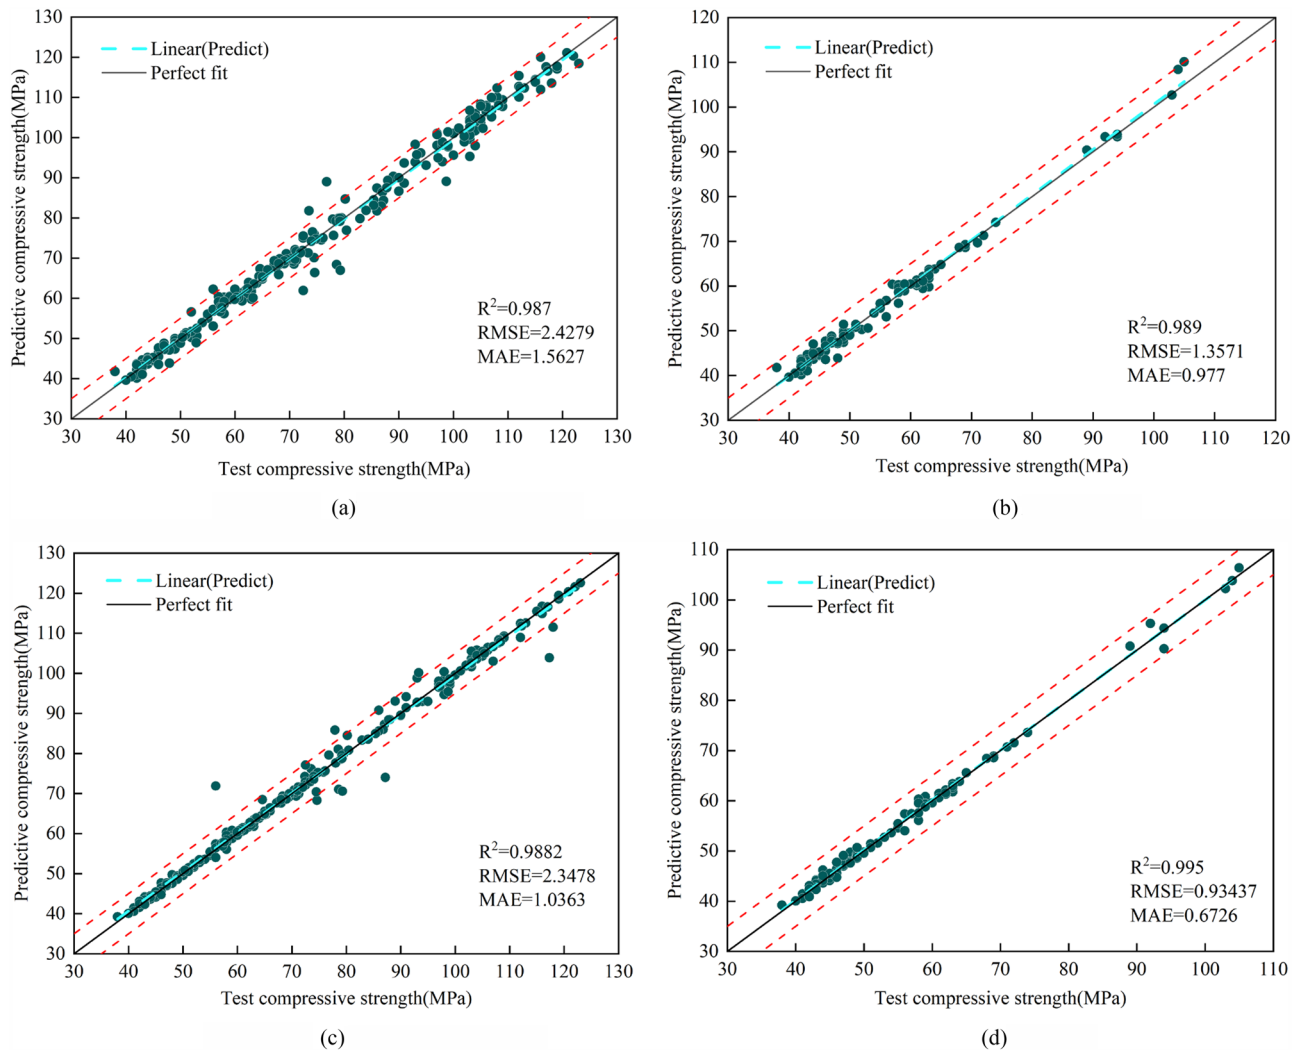 130
120
110
100
90
80
70
60
50
40
30
Predictive compressive strength(MPa)
Linear(Predict)
Perfect fit
R²=0.987
RMSE=2.4279
MAE=1.5627
30 40 50 60 70 80 90 100 110 120 130
Test compressive strength(MPa)
(a)
120
110
100
90
80
70
60
50
40
30
Predictive compressive strength(MPa)
Linear(Predict)
Perfect fit
R²=0.989
RMSE=1.3571
MAE=0.977
30 40 50 60 70 80 90 100 110 120
Test compressive strength(MPa)
(b)
130
120
110
100
90
80
70
60
50
40
30
Predictive compressive strength(MPa)
Linear(Predict)
Perfect fit
R²=0.9882
RMSE=2.3478
MAE=1.0363
30 40 50 60 70 80 90 100 110 120 130
Test compressive strength(MPa)
(c)
110
100
90
80
70
60
50
40
30
Predictive compressive strength(MPa)
Linear(Predict)
Perfect fit
R²=0.995
RMSE=0.93437
MAE=0.6726
30 40 50 60 70 80 90 100 110
Test compressive strength(MPa)
(d)